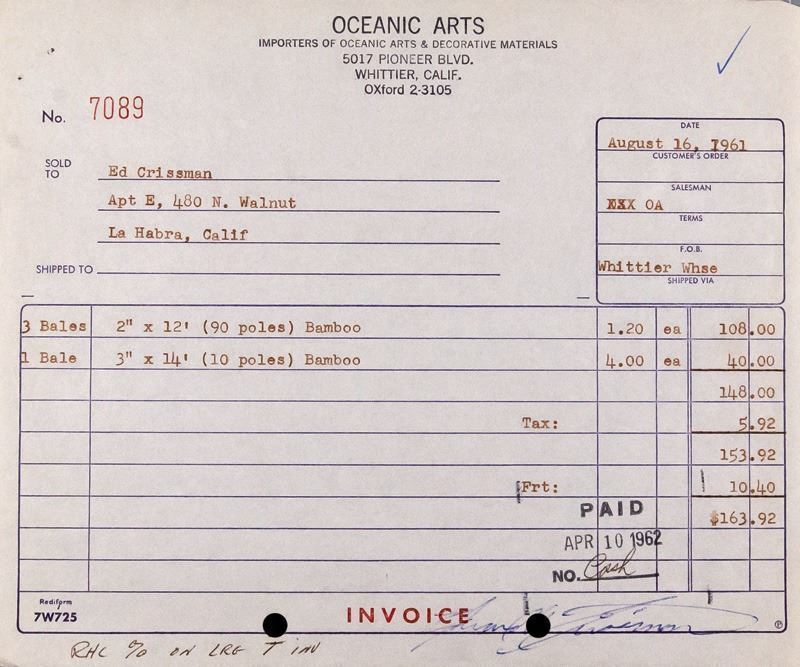 OCEANIC ARTS
IMPORTERS OF OCEANIC ARTS & DECORATIVE MATERIALS
5017 PIONEER BLVD.
WHITTIER, CALIF.
OXford 2-3105
No. 7089
DATE
August 16, 1961
CUSTOMER'S ORDER
SALESMAN
OA
TERMS
F.O.B.
Whittier Whse
SHIPPED VIA
SOLD TO Ed Crissman
Apt E, 480 N. Walnut
La Habra, Calif
SHIPPED TO
3 Bales 2" x 12' (90 poles) Bamboo 1.20 ea 108.00
1 Bale 3" x 14' (10 poles) Bamboo 4.00 ea 40.00
148.00
Tax: 5.92
153.92
Frt: 10.40
$163.92
PAID
APR 10 1962
NO. Cash
Rediform
7W725
INVOICE
RHC % ON LRG T INV